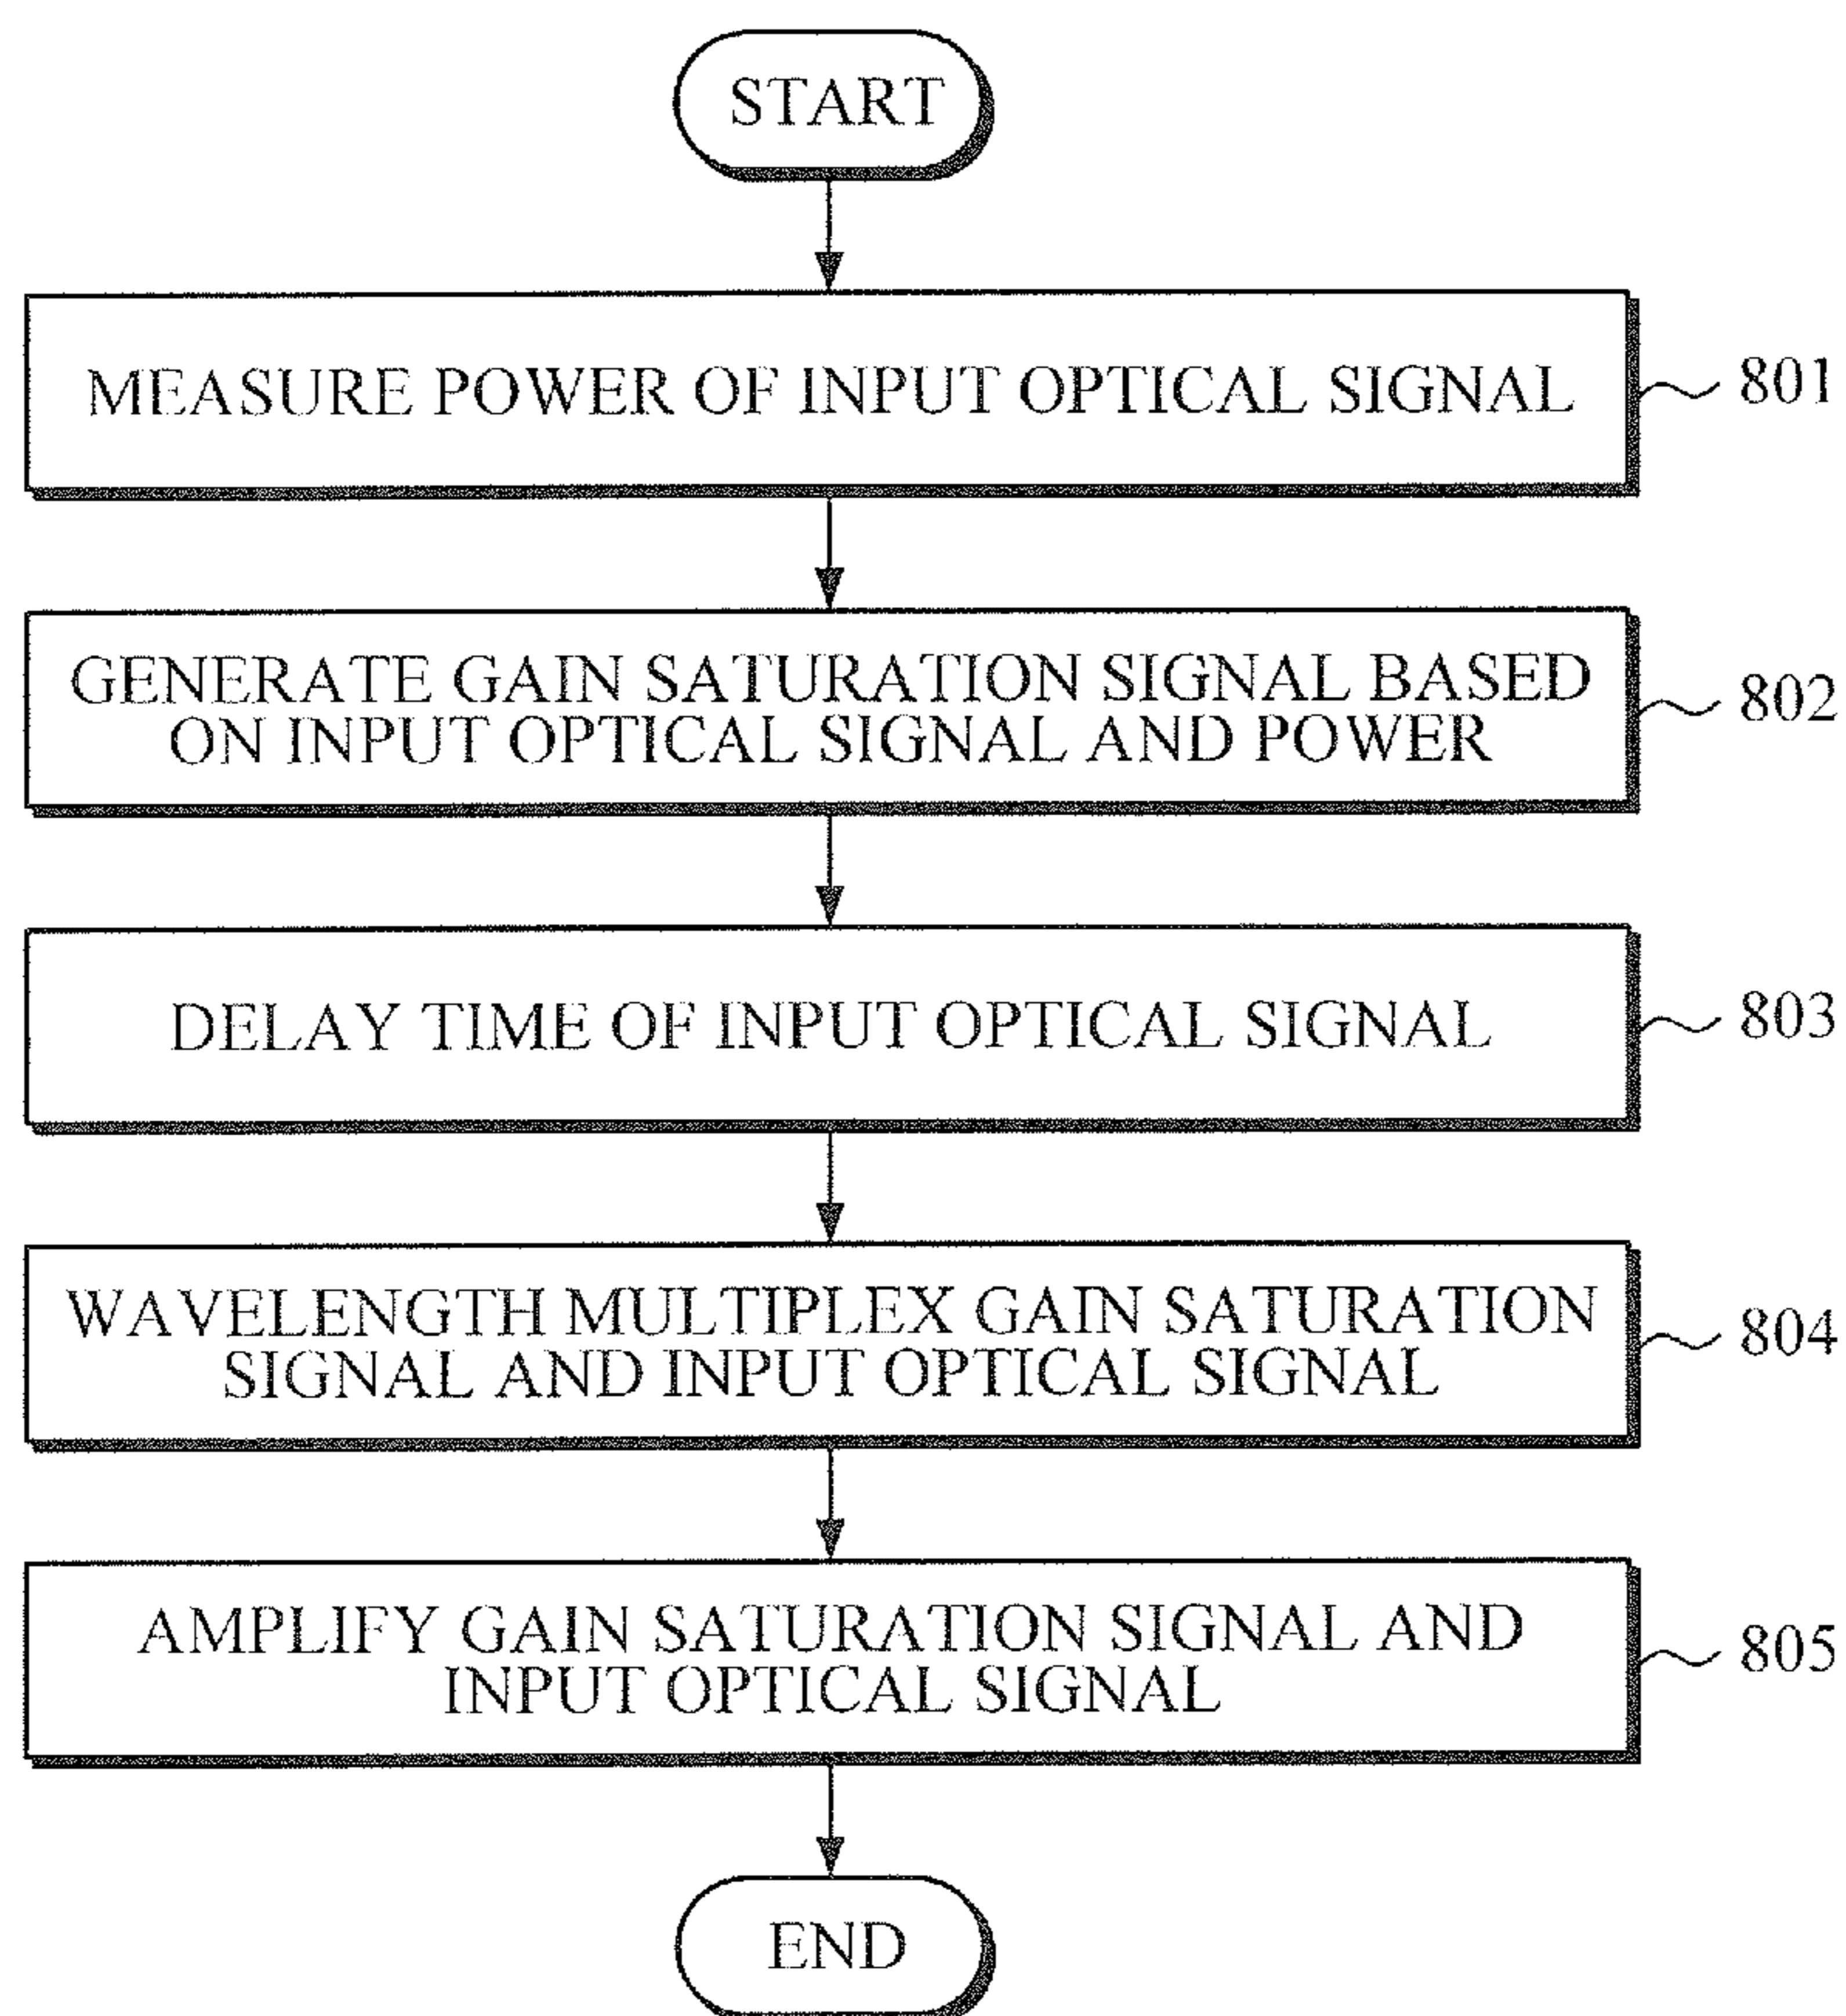 START
MEASURE POWER OF INPUT OPTICAL SIGNAL
801
GENERATE GAIN SATURATION SIGNAL BASED
ON INPUT OPTICAL SIGNAL AND POWER
802
DELAY TIME OF INPUT OPTICAL SIGNAL
803
WAVELENGTH MULTIPLEX GAIN SATURATION
SIGNAL AND INPUT OPTICAL SIGNAL
804
AMPLIFY GAIN SATURATION SIGNAL AND
INPUT OPTICAL SIGNAL
805
END